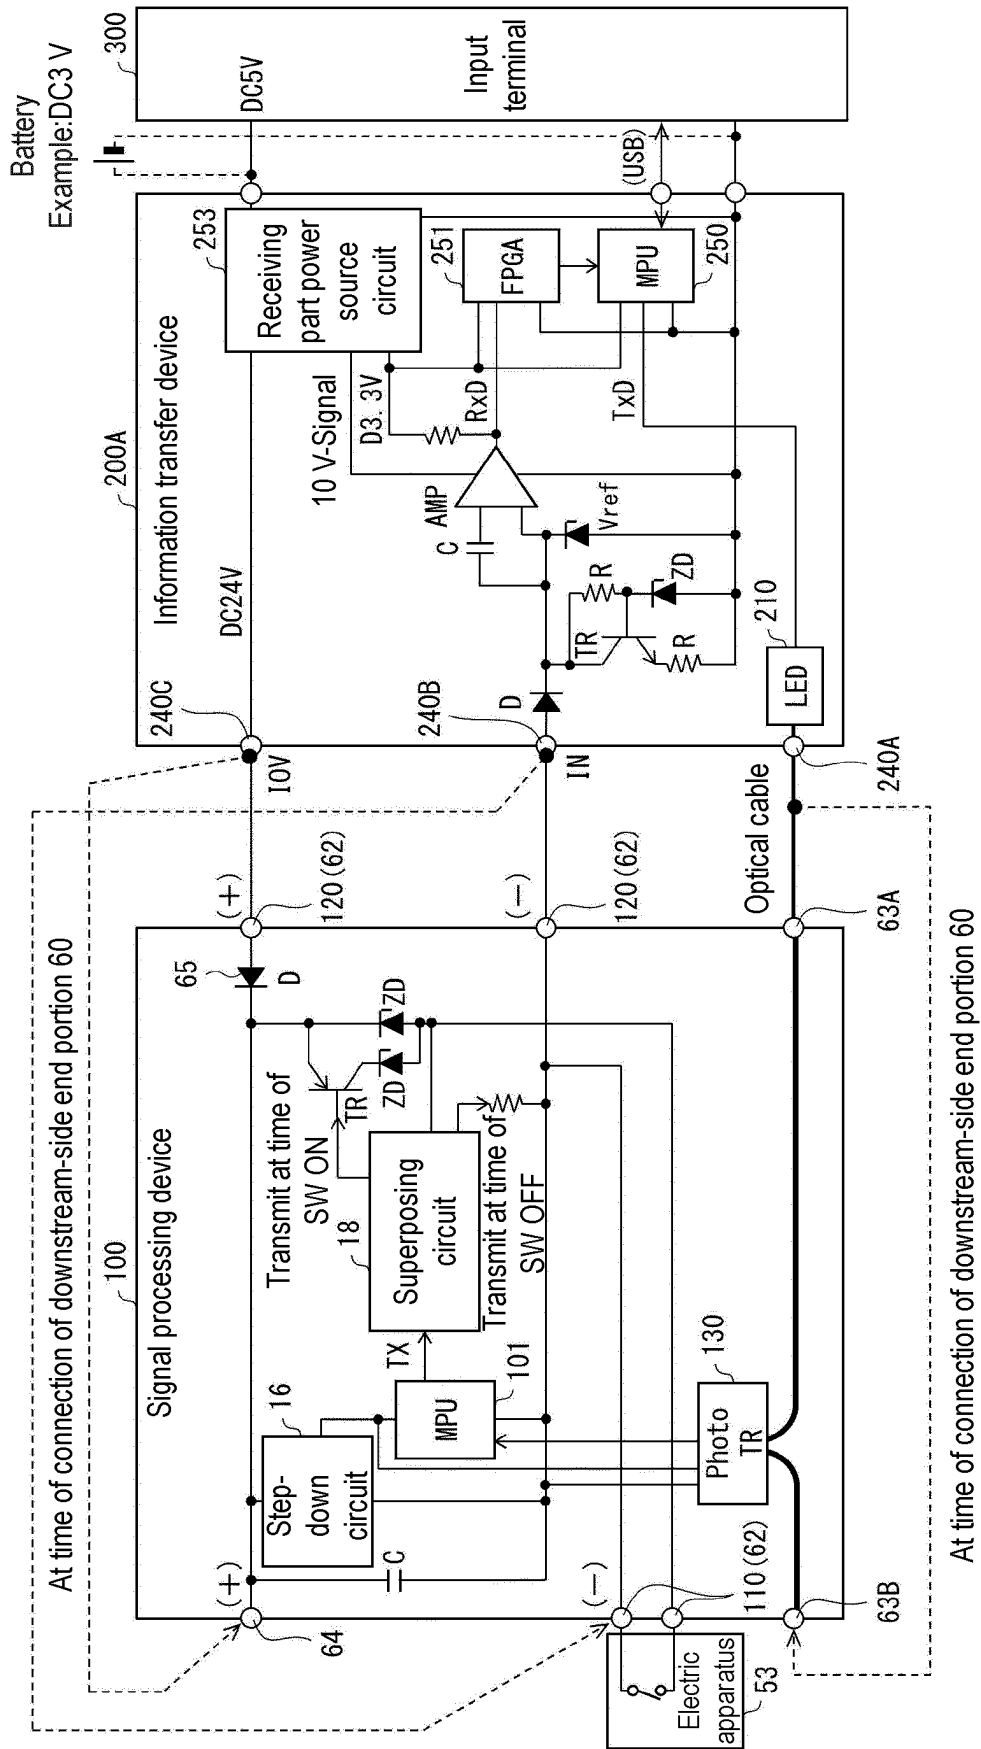 At time of connection of downstream-side end portion 60
100
Signal processing device
(+)
64
16
Step-
down
circuit
C
MPU
101
TX
18
Superposing
circuit
Transmit at time of
SW ON
Transmit at time of
SW OFF
TR
ZD
ZD
65
D
(+)
120(62)
(-)
120(62)
130
Photo
TR
(-)
110(62)
63B
63A
Electric
apparatus
53
Optical cable
At time of connection of downstream-side end portion 60
200A
Information transfer device
240C
IOV
DC24V
240B
IN
D
240A
210
LED
TR
R
R
ZD
C
AMP
Vref
10 V-Signal
D3.3V
RxD
TxD
253
Receiving
part power
source
circuit
251
FPGA
MPU
250
(USB)
Battery
Example:DC3 V
300
DC5V
Input
terminal